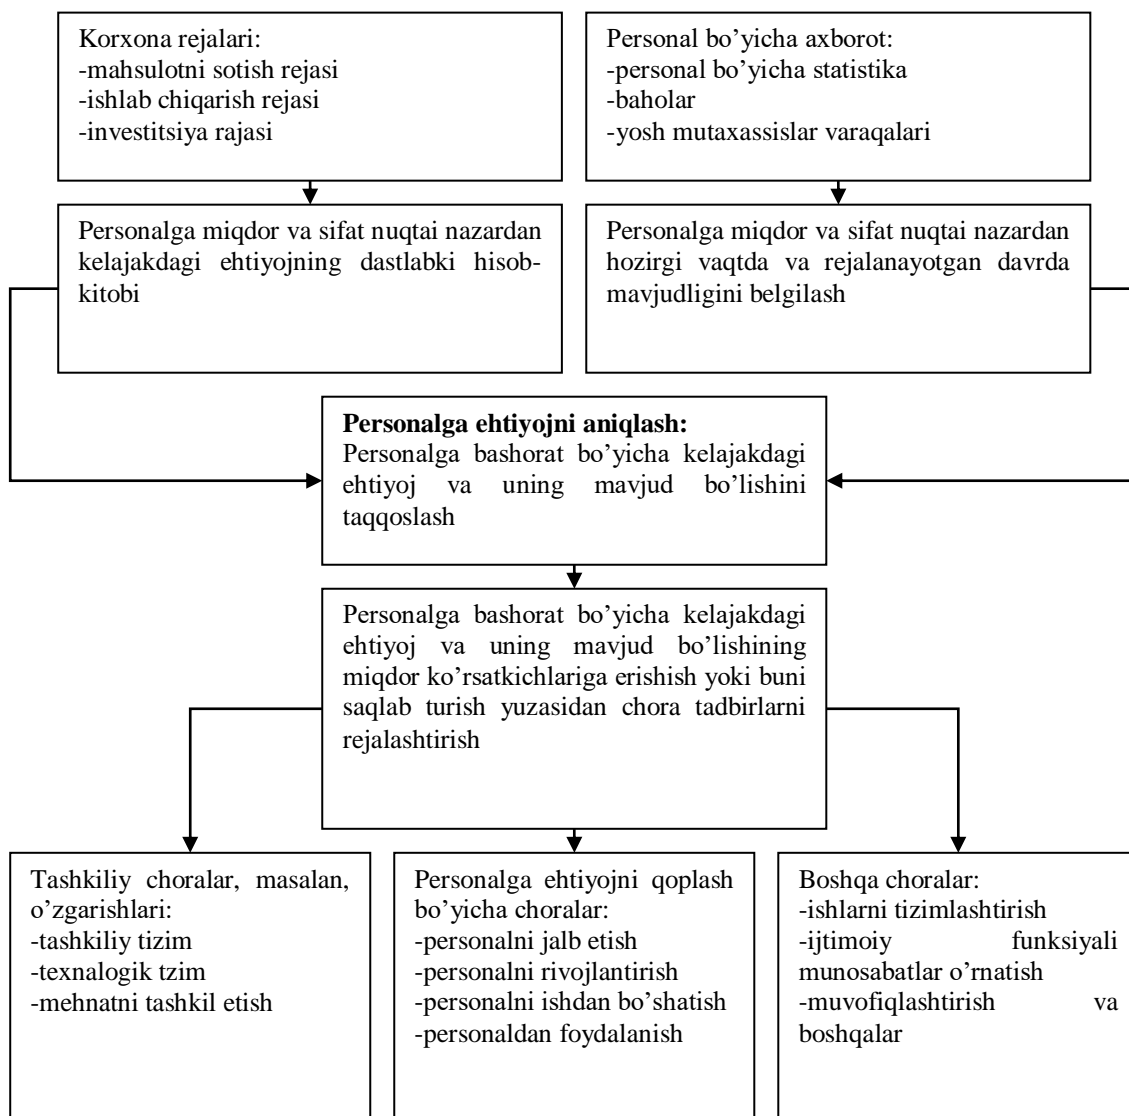 Korxona rejalari:
-mahsulotni sotish rejasi
-ishlab chiqarish rejasi
-investitsiya rajasi
Personal bo’yicha axborot:
-personal bo’yicha statistika
-baholar
-yosh mutaxassislar varaqalari
Personalga miqdor va sifat nuqtai nazardan
kelajakdagi ehtiyojning dastlabki hisob-
kitobi
Personalga miqdor va sifat nuqtai nazardan
hozirgi vaqtda va rejalanayotgan davrda
mavjudligini belgilash
Personalga ehtiyojni aniqlash:
Personalga bashorat bo’yicha kelajakdagi
ehtiyoj va uning mavjud bo’lishini
taqqoslash
Personalga bashorat bo’yicha kelajakdagi
ehtiyoj va uning mavjud bo’lishining
miqdor ko’rsatkichlariga erishish yoki buni
saqlab turish yuzasidan chora tadbirlarni
rejalashtirish
Tashkiliy choralar, masalan,
o’zgarishlari:
-tashkiliy tizim
-texnalogik tzim
-mehnatni tashkil etish
Personalga ehtiyojni qoplash
bo’yicha choralar:
-personalni jalb etish
-personalni rivojlantirish
-personalni ishdan bo’shatish
-personaldan foydalanish
Boshqa choralar:
-ishlarni tizimlashtirish
-ijtimoiy funksiyali
munosabatlar o’rnatish
-muvofiqlashtirish va
boshqalar